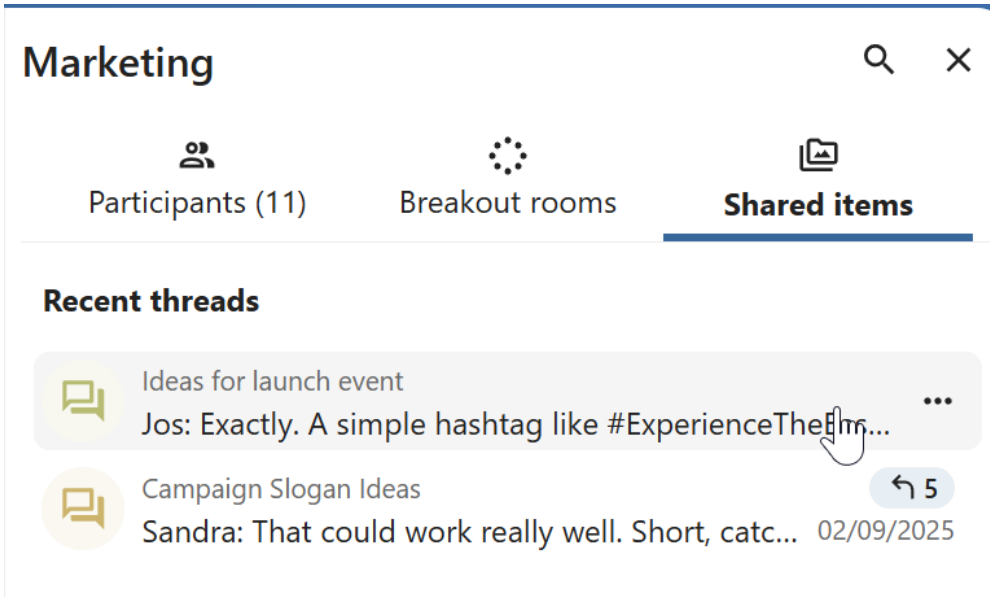 Marketing
Participants (11)
Breakout rooms
Shared items
Recent threads
Ideas for launch event
Jos: Exactly. A simple hashtag like
Campaign Slogan Ideas
5
Sandra: That could work really well. Short, catc...
02/09/2025